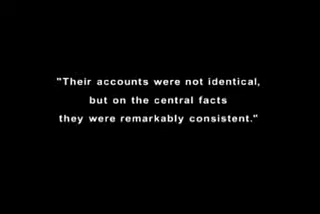 "Their accounts were not identical,
but on the central facts
they were remarkably consistent."